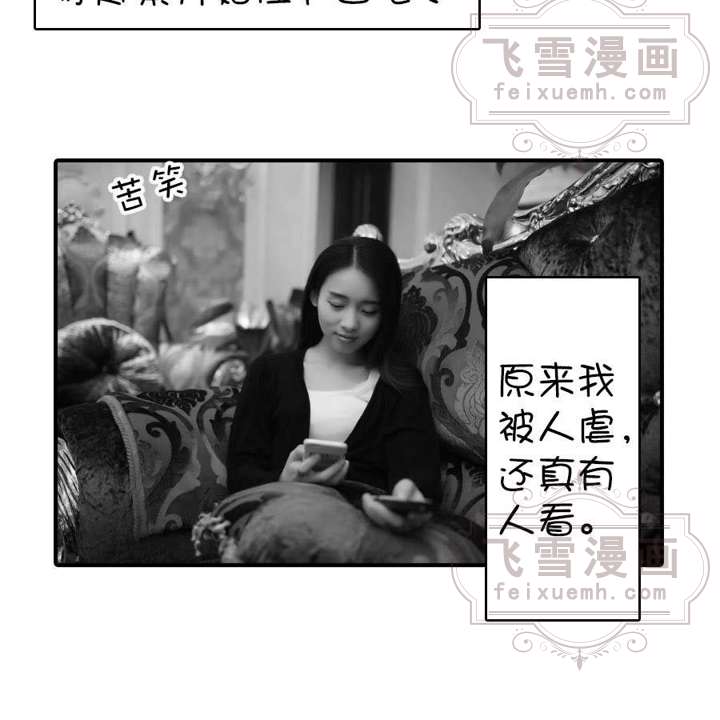 飞雪漫画
feixuemh.com
苦笑
原来我
被人虐，
还真有
人看。
飞雪漫画
feixuemh.com